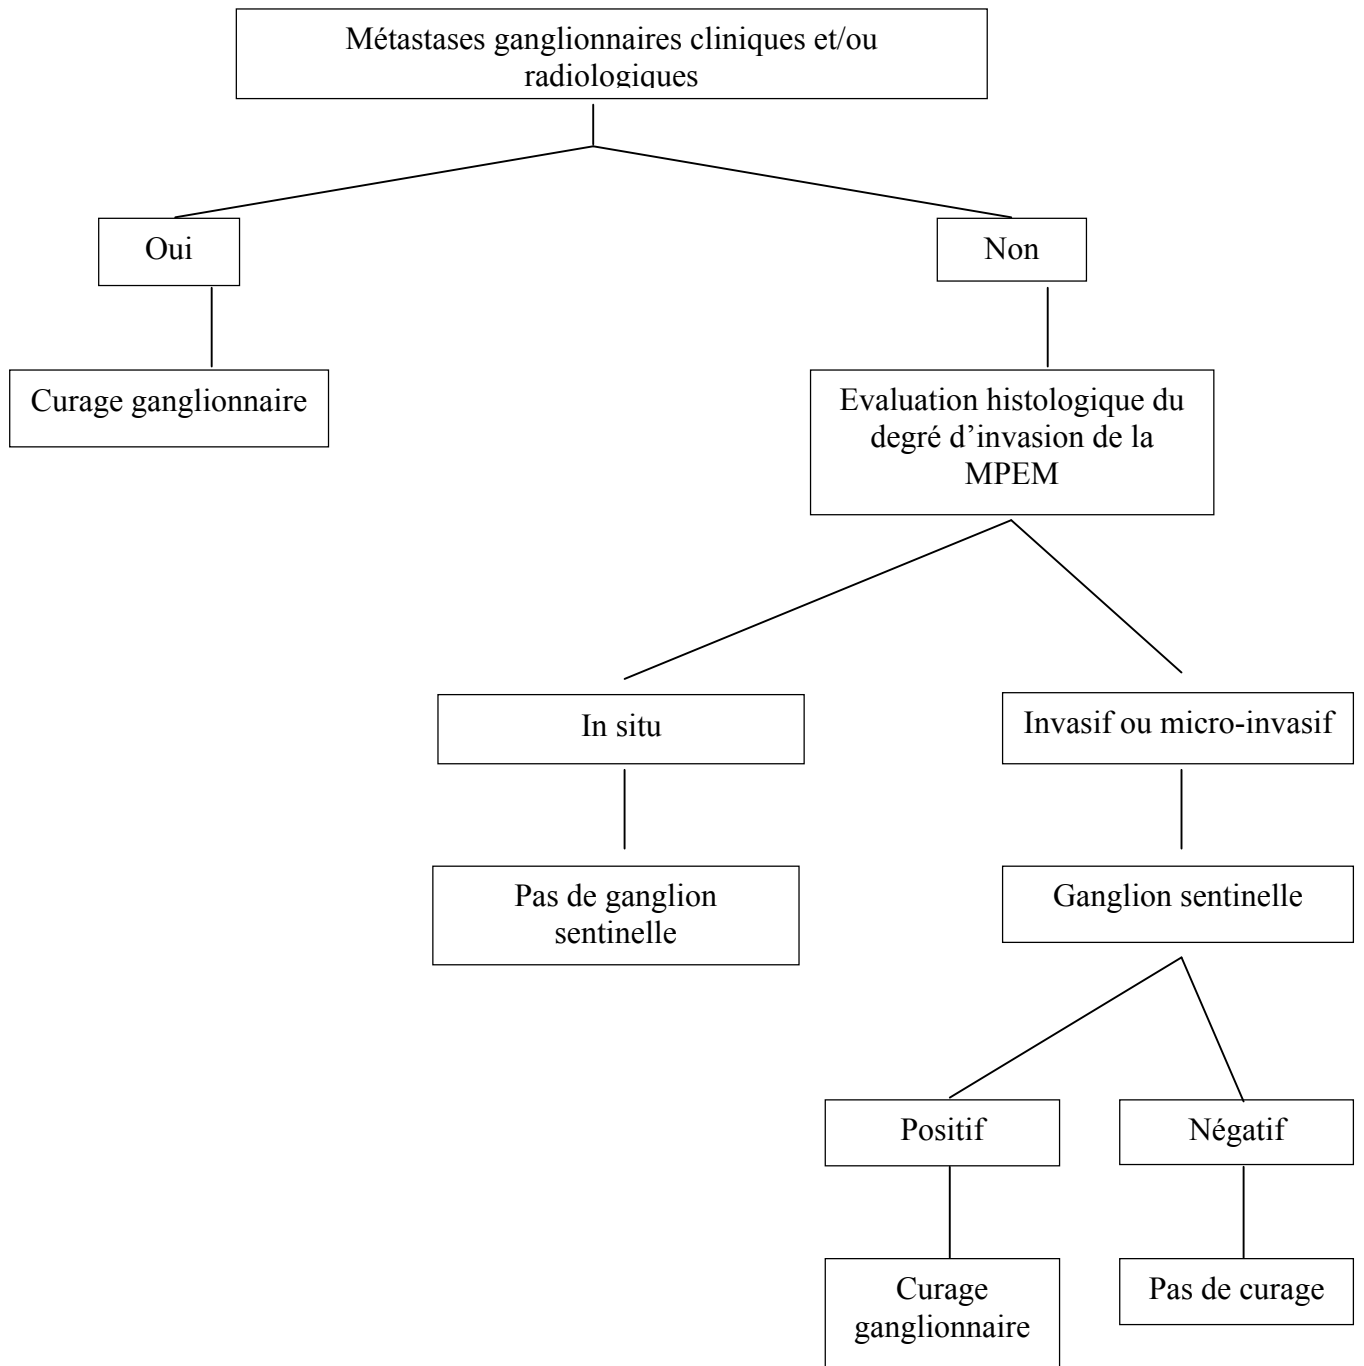 Métastases ganglionnaires cliniques et/ou
radiologiques
Oui
Non
Curage ganglionnaire
Evaluation histologique du
degré d’invasion de la
MPEM
In situ
Invasif ou micro-invasif
Pas de ganglion
sentinelle
Ganglion sentinelle
Positif
Négatif
Curage
ganglionnaire
Pas de curage